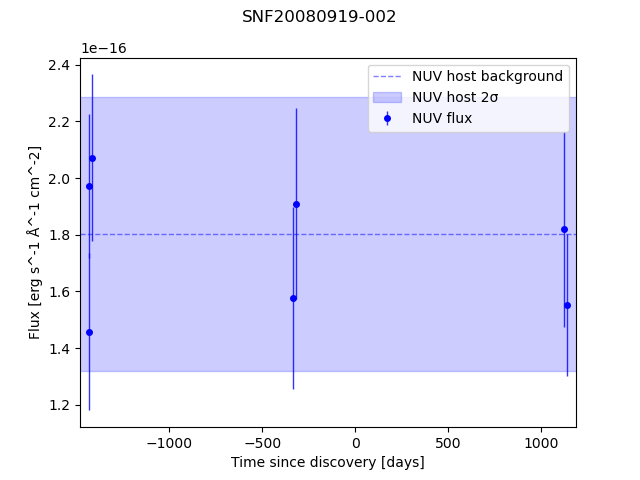 SNF20080919-002
1e−16
2.4
2.2
2.0
1.8
1.6
1.4
1.2
Flux [erg s^-1 Å^-1 cm^-2]
NUV host background
NUV host 2σ
NUV flux
−1000
−500
0
500
1000
Time since discovery [days]